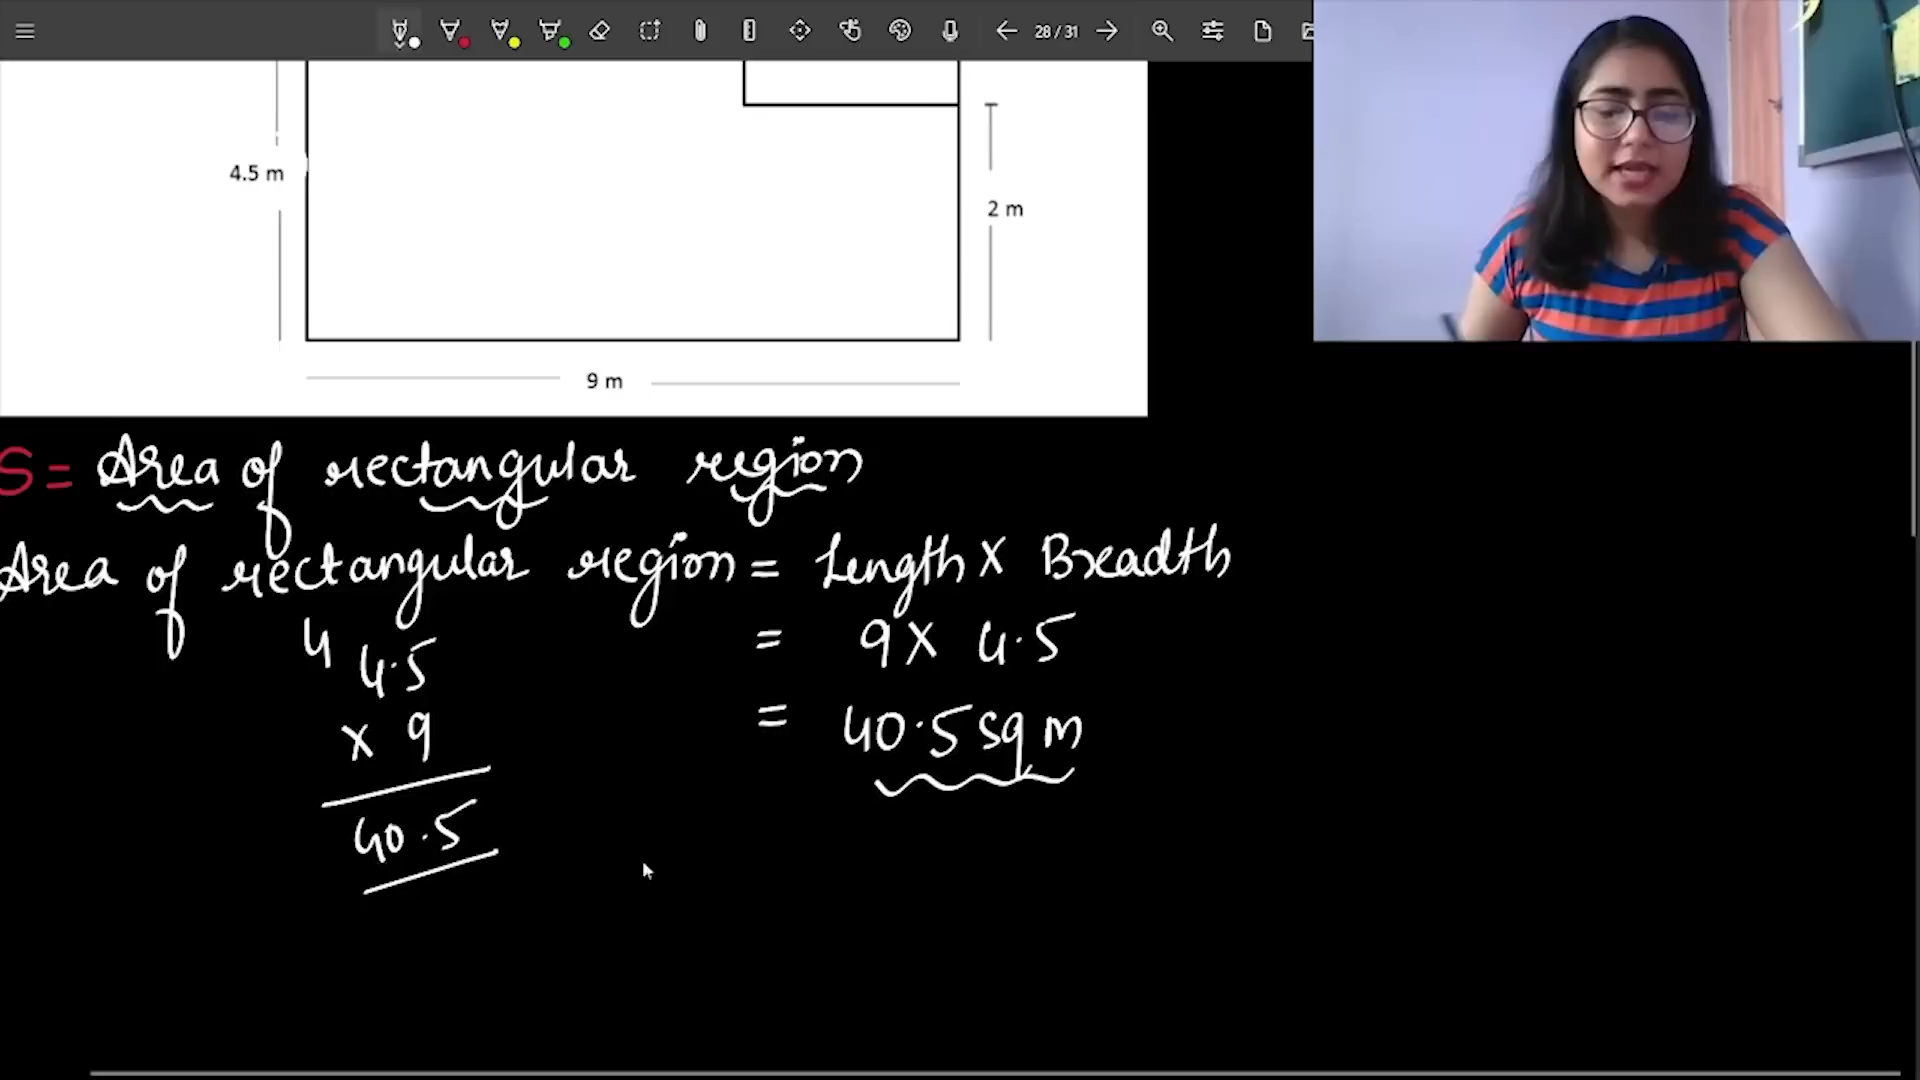 28 / 31
4.5 m
2 m
9 m
S = Area of rectangular region
Area of rectangular region = Length X Breadth
= 9 X 4.5
= 40.5 sq m
4
4.5
X 9
40.5